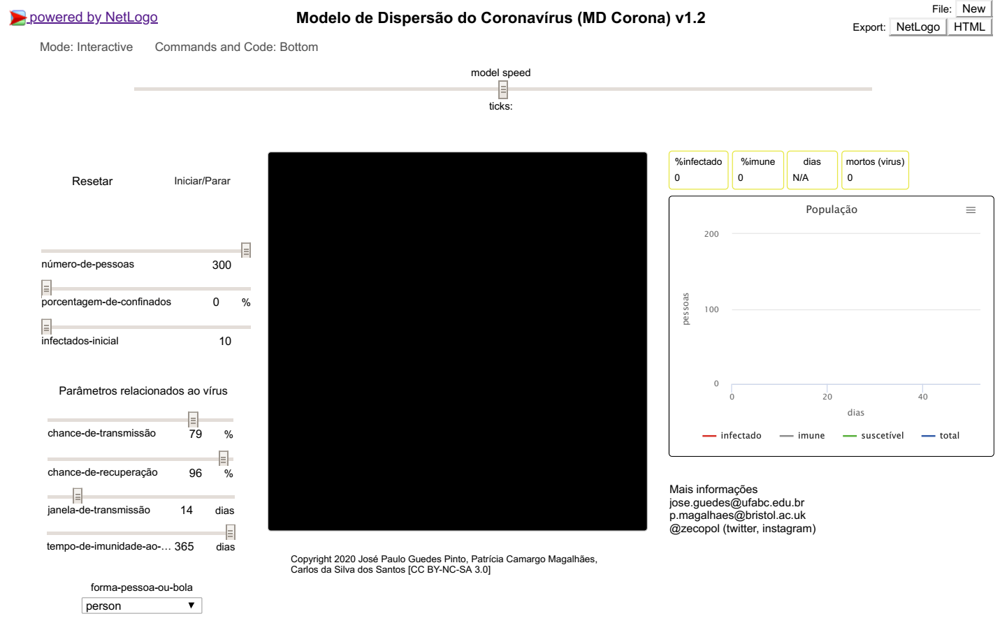 powered by NetLogo
Modelo de Dispersão do Coronavírus (MD Corona) v1.2
File: New
Export: NetLogo HTML
Mode: Interactive Commands and Code: Bottom
model speed
ticks:
Resetar Iniciar/Parar
número-de-pessoas 300
porcentagem-de-confinados 0 %
infectados-inicial 10
Parâmetros relacionados ao vírus
chance-de-transmissão 79 %
chance-de-recuperação 96 %
janela-de-transmissão 14 dias
tempo-de-imunidade-ao-... 365 dias
forma-pessoa-ou-bola
person ▼
Copyright 2020 José Paulo Guedes Pinto, Patrícia Camargo Magalhães,
Carlos da Silva dos Santos [CC BY-NC-SA 3.0]
%infectado %imune dias mortos (virus)
0 0 N/A 0
População
200
100
0
pessoas
0 20 40
dias
infectado imune suscetível total
Mais informações
jose.guedes@ufabc.edu.br
p.magalhaes@bristol.ac.uk
@zecopol (twitter, instagram)